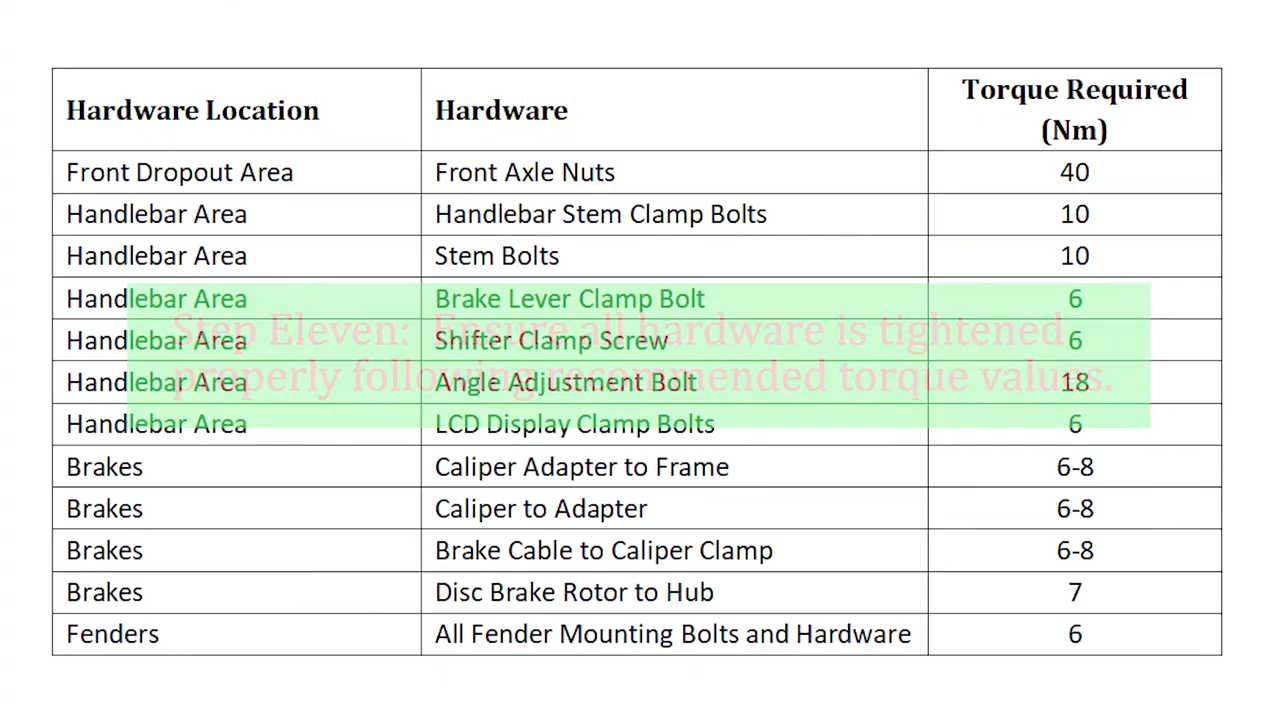 Hardware Location Hardware Torque Required (Nm)
Front Dropout Area Front Axle Nuts 40
Handlebar Area Handlebar Stem Clamp Bolts 10
Handlebar Area Stem Bolts 10
Handlebar Area Brake Lever Clamp Bolt 6
Step Eleven: Ensure all hardware is tightened
Handlebar Area Shifter Clamp Screw 6
properly following recommended torque values.
Handlebar Area Angle Adjustment Bolt 18
Handlebar Area LCD Display Clamp Bolts 6
Brakes Caliper Adapter to Frame 6-8
Brakes Caliper to Adapter 6-8
Brakes Brake Cable to Caliper Clamp 6-8
Brakes Disc Brake Rotor to Hub 7
Fenders All Fender Mounting Bolts and Hardware 6